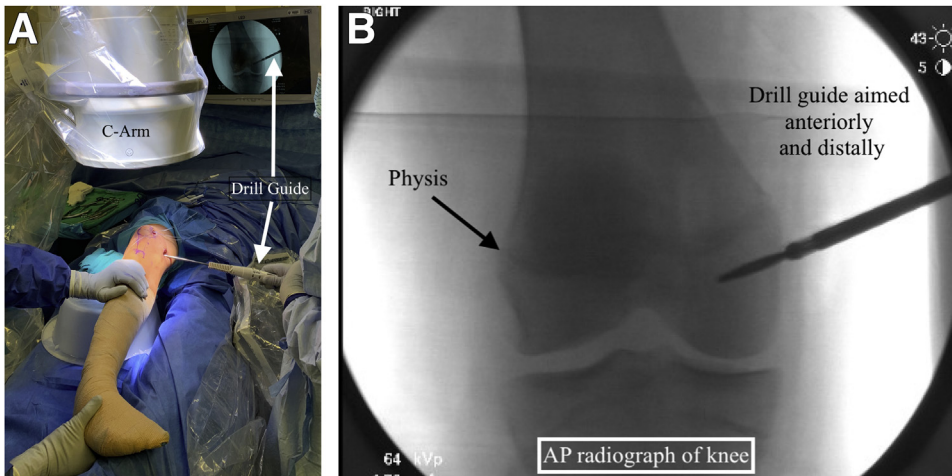 A
C-Arm
Drill Guide
B
RIGHT
43
5
Drill guide aimed
anteriorly
and distally
Physis
64 kVp
AP radiograph of knee